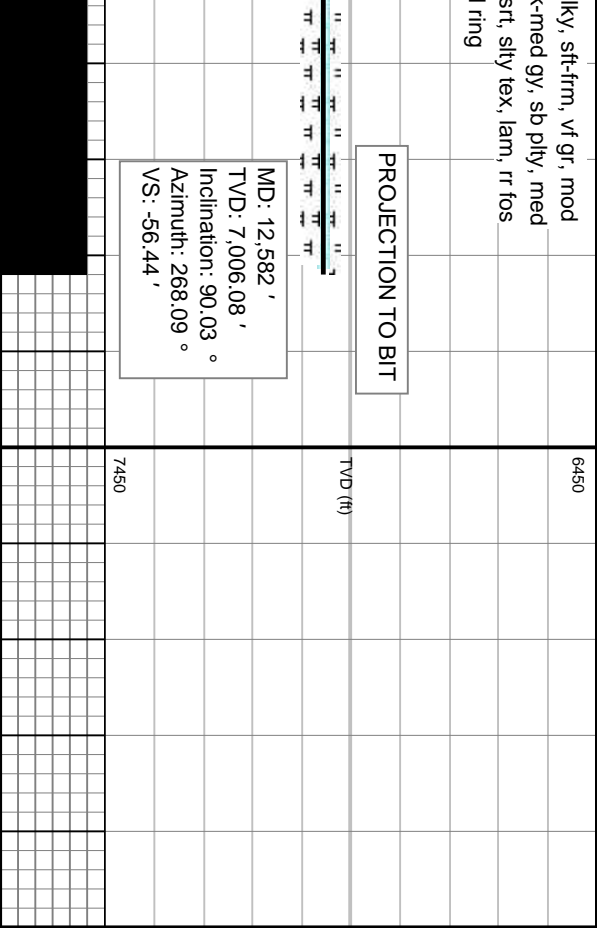 lky, sft-frm, vf gr, mod
k-med gy, sb plty, med
srt, slty tex, lam, rr fos
ring
PROJECTION TO BIT
MD: 12,582 '
TVD: 7,006.08 '
Inclination: 90.03 °
Azimuth: 268.09 °
VS: -56.44 '
6450
TVD (ft)
7450